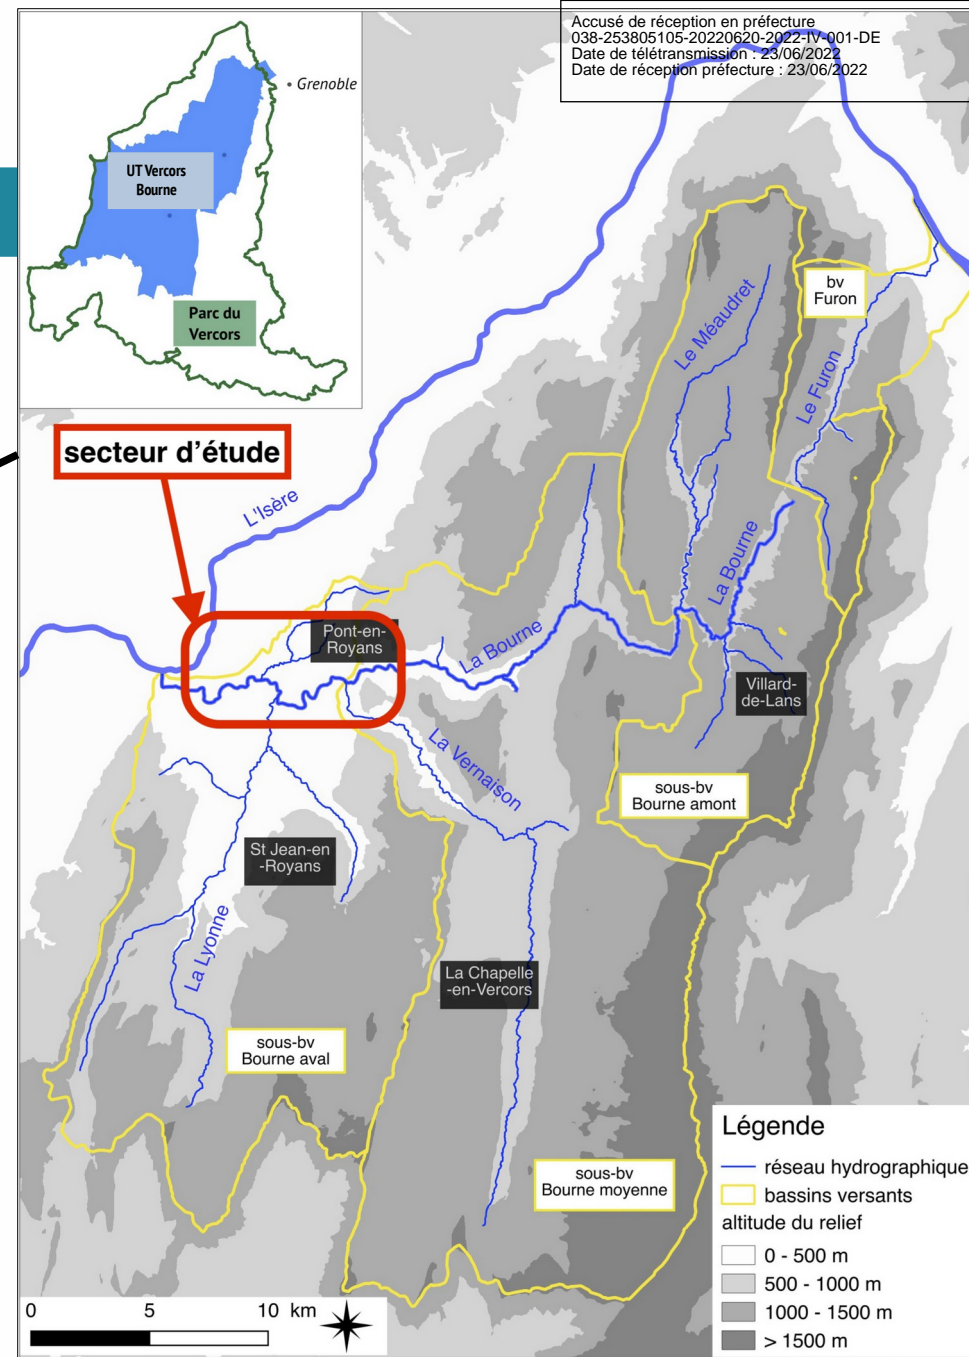 Accusé de réception en préfecture
038-253805105-20220620-2022-IV-001-DE
Date de télétransmission : 23/06/2022
Date de réception préfecture : 23/06/2022
Grenoble
UT Vercors
Bourne
Parc du
Vercors
bv
Furon
Le Méaudret
Le Furon
secteur d'étude
L'Isère
La Bourne
Pont-en-
Royans
La Bourne
Villard-
de-Lans
La Vernaison
sous-bv
Bourne amont
St Jean-en
-Royans
La Lyonne
La Chapelle
-en-Vercors
sous-bv
Bourne aval
sous-bv
Bourne moyenne
Légende
réseau hydrographique
bassins versants
altitude du relief
0 - 500 m
500 - 1000 m
1000 - 1500 m
> 1500 m
0 5 10 km